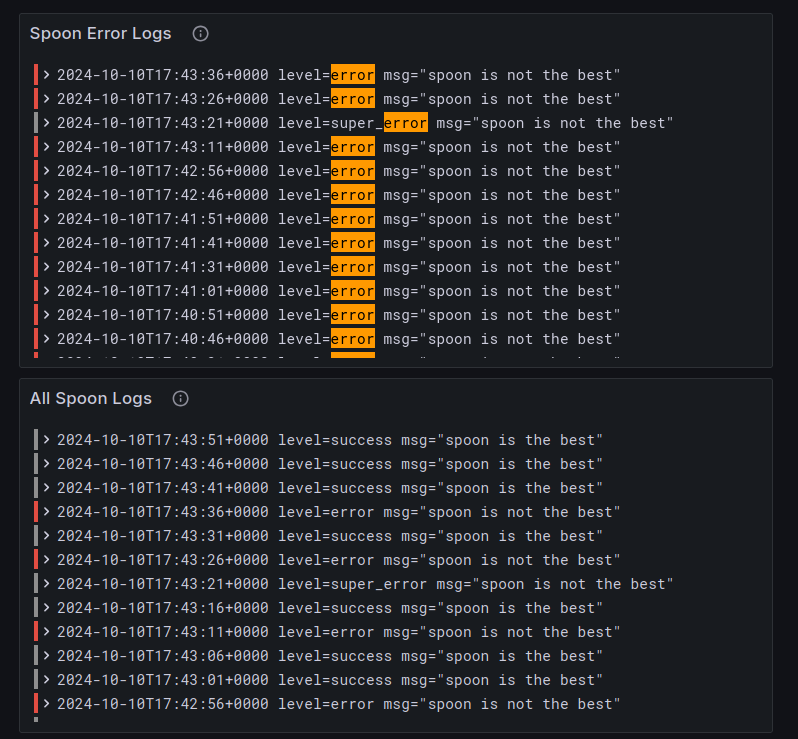 Spoon Error Logs
2024-10-10T17:43:36+0000 level=error msg="spoon is not the best"
2024-10-10T17:43:26+0000 level=error msg="spoon is not the best"
2024-10-10T17:43:21+0000 level=super_error msg="spoon is not the best"
2024-10-10T17:43:11+0000 level=error msg="spoon is not the best"
2024-10-10T17:42:56+0000 level=error msg="spoon is not the best"
2024-10-10T17:42:46+0000 level=error msg="spoon is not the best"
2024-10-10T17:41:51+0000 level=error msg="spoon is not the best"
2024-10-10T17:41:41+0000 level=error msg="spoon is not the best"
2024-10-10T17:41:31+0000 level=error msg="spoon is not the best"
2024-10-10T17:41:01+0000 level=error msg="spoon is not the best"
2024-10-10T17:40:51+0000 level=error msg="spoon is not the best"
2024-10-10T17:40:46+0000 level=error msg="spoon is not the best"
All Spoon Logs
2024-10-10T17:43:51+0000 level=success msg="spoon is the best"
2024-10-10T17:43:46+0000 level=success msg="spoon is the best"
2024-10-10T17:43:41+0000 level=success msg="spoon is the best"
2024-10-10T17:43:36+0000 level=error msg="spoon is not the best"
2024-10-10T17:43:31+0000 level=success msg="spoon is the best"
2024-10-10T17:43:26+0000 level=error msg="spoon is not the best"
2024-10-10T17:43:21+0000 level=super_error msg="spoon is not the best"
2024-10-10T17:43:16+0000 level=success msg="spoon is the best"
2024-10-10T17:43:11+0000 level=error msg="spoon is not the best"
2024-10-10T17:43:06+0000 level=success msg="spoon is the best"
2024-10-10T17:43:01+0000 level=success msg="spoon is the best"
2024-10-10T17:42:56+0000 level=error msg="spoon is not the best"